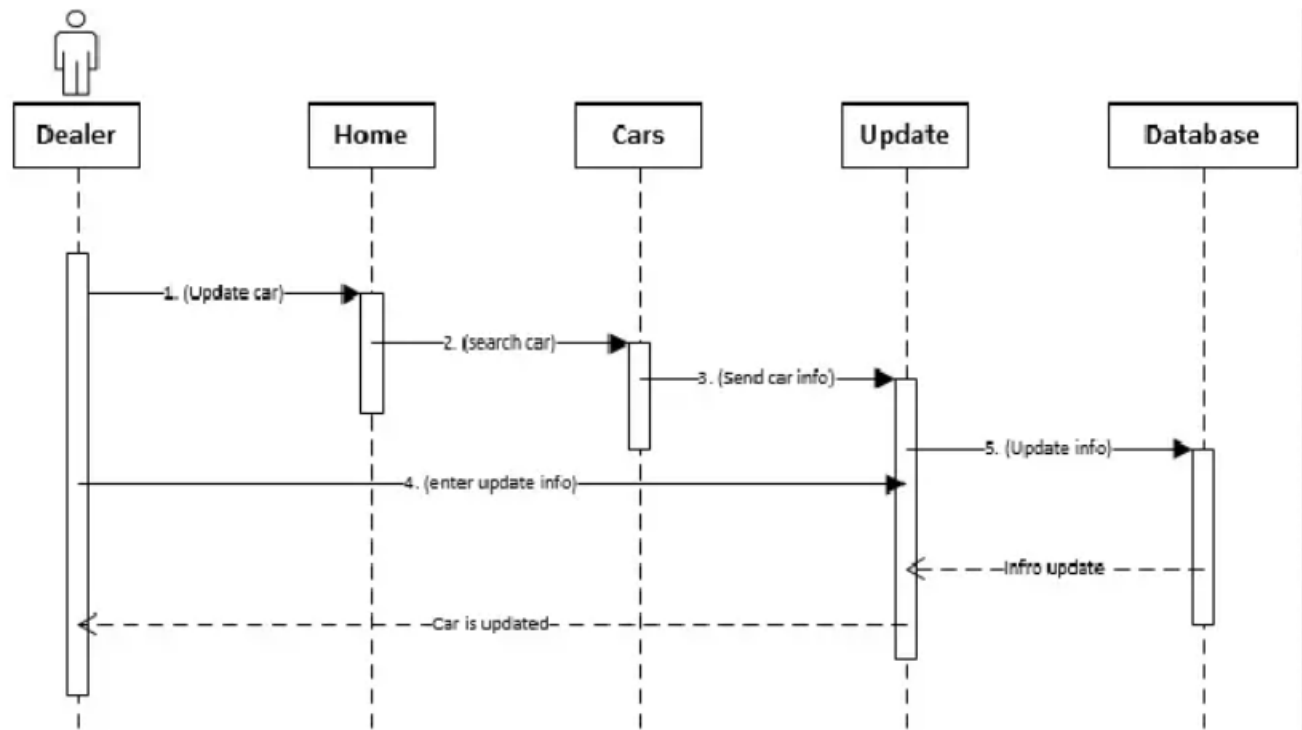 Dealer
Home
Cars
Update
Database
1. (Update car)
2. (search car)
3. (Send car info)
5. (Update info)
4. (enter update info)
Infro update
Car is updated